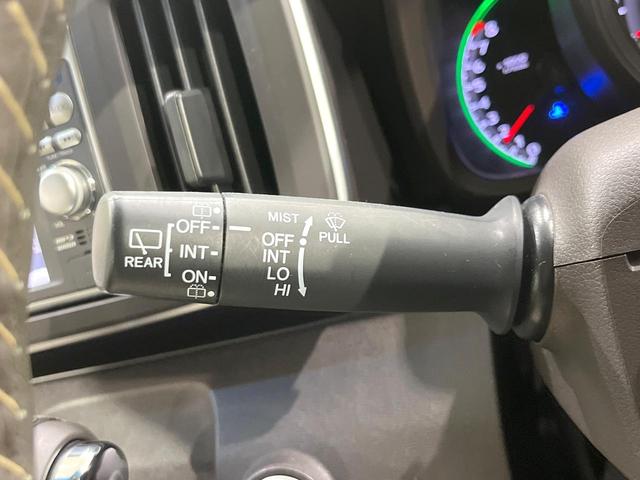 REAR
OFF
INT
ON
MIST
OFF
INT
LO
HI
PULL